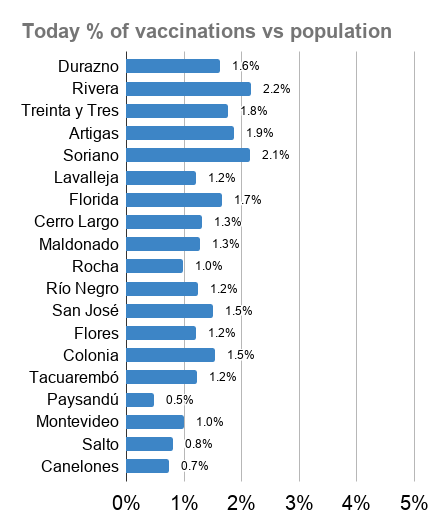 Today % of vaccinations vs population
Durazno 1.6%
Rivera 2.2%
Treinta y Tres 1.8%
Artigas 1.9%
Soriano 2.1%
Lavalleja 1.2%
Florida 1.7%
Cerro Largo 1.3%
Maldonado 1.3%
Rocha 1.0%
Río Negro 1.2%
San José 1.5%
Flores 1.2%
Colonia 1.5%
Tacuarembó 1.2%
Paysandú 0.5%
Montevideo 1.0%
Salto 0.8%
Canelones 0.7%
0% 1% 2% 3% 4% 5%